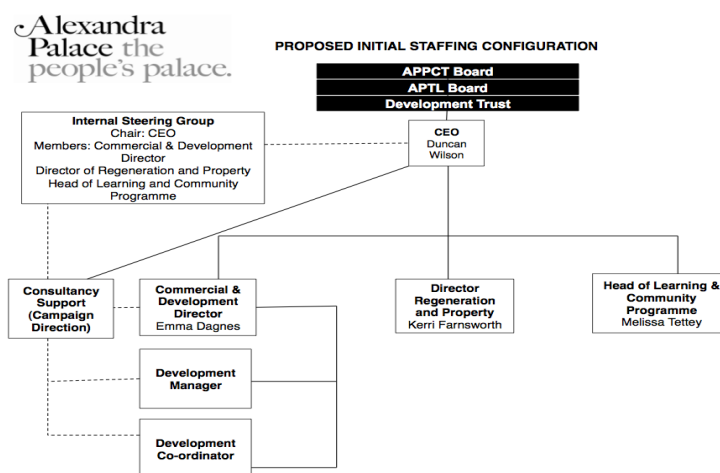 Alexandra
Palace the
people's palace.
PROPOSED INITIAL STAFFING CONFIGURATION
APPCT Board
APTL Board
Development Trust
Internal Steering Group
Chair: CEO
Members: Commercial & Development
Director
Director of Regeneration and Property
Head of Learning and Community
Programme
CEO
Duncan
Wilson
Consultancy
Support
(Campaign
Direction)
Commercial &
Development
Director
Emma Dagnes
Director
Regeneration
and Property
Kerri Farnsworth
Head of Learning &
Community
Programme
Melissa Tettey
Development
Manager
Development
Co-ordinator